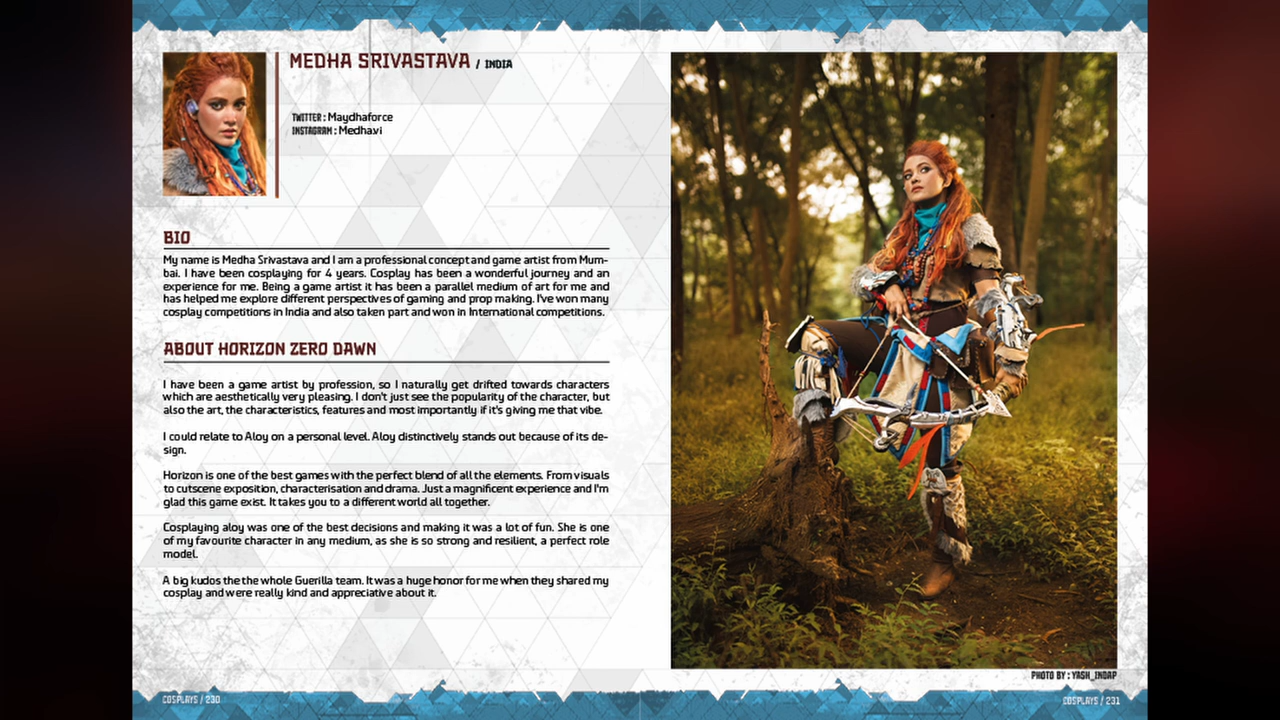 MEDHA SRIVASTAVA / INDIA
TWITTER : Maydhaforce
INSTAGRAM : Medha.vi
BIO
My name is Medha Srivastava and I am a professional concept and game artist from Mum-
bai. I have been cosplaying for 4 years. Cosplay has been a wonderful journey and an
experience for me. Being a game artist it has been a parallel medium of art for me and
has helped me explore different perspectives of gaming and prop making. I've won many
cosplay competitions in India and also taken part and won in International competitions.
ABOUT HORIZON ZERO DAWN
I have been a game artist by profession, so I naturally get drifted towards characters
which are aesthetically very pleasing. I don't just see the popularity of the character, but
also the art, the characteristics, features and most importantly if it's giving me that vibe.
I could relate to Aloy on a personal level. Aloy distinctively stands out because of its de-
sign.
Horizon is one of the best games with the perfect blend of all the elements. From visuals
to cutscene exposition, characterisation and drama. Just a magnificent experience and I'm
glad this game exist. It takes you to a different world all together.
Cosplaying aloy was one of the best decisions and making it was a lot of fun. She is one
of my favourite character in any medium, as she is so strong and resilient, a perfect role
model.
A big kudos the the whole Guerilla team. It was a huge honor for me when they shared my
cosplay and were really kind and appreciative about it.
PHOTO BY : YASH_INDAP
COSPLAYS / 230
COSPLAYS / 231